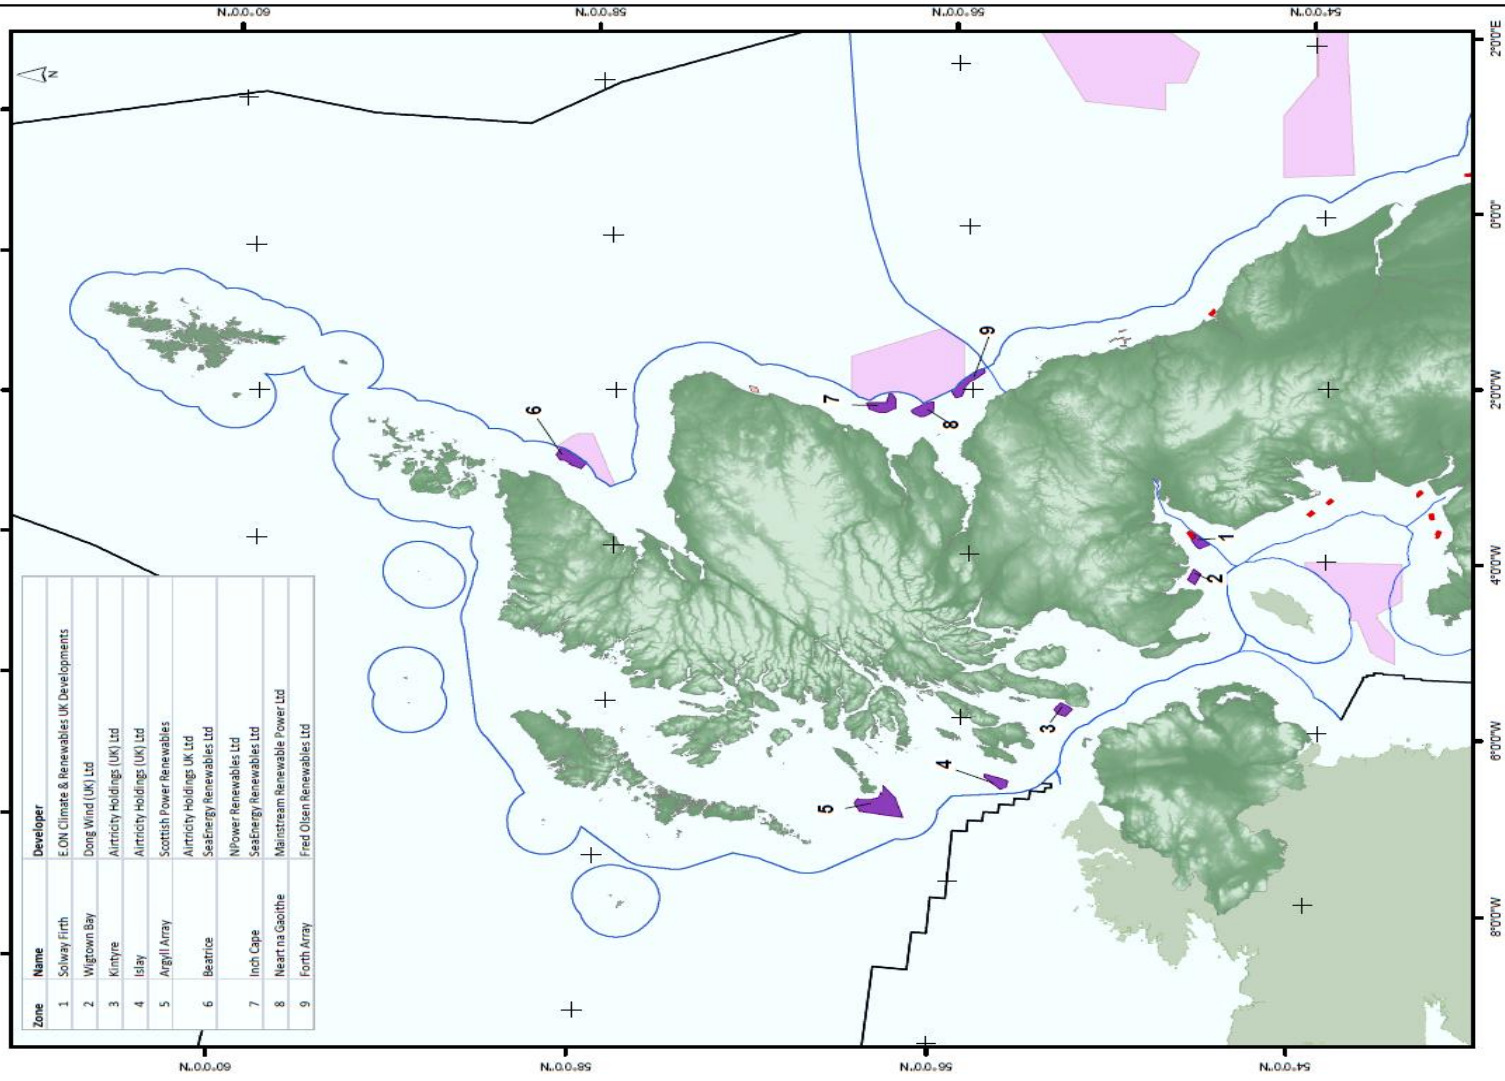 Zone Name Developer
1 Solway Firth E.ON Climate & Renewables UK Developments
2 Wigtown Bay Dong Wind (UK) Ltd
3 Kintyre Airtricity Holdings (UK) Ltd
4 Islay Airtricity Holdings (UK) Ltd
5 Argyll Array Scottish Power Renewables
Airtricity Holdings UK Ltd
6 Beatrice SeaEnergy Renewables Ltd
NPower Renewables Ltd
7 Inch Cape SeaEnergy Renewables Ltd
8 Neart na Gaoithe Mainstream Renewable Power Ltd
9 Forth Array Fred Olsen Renewables Ltd
N
60°0'0"N
60°0'0"N
58°0'0"N
58°0'0"N
56°0'0"N
56°0'0"N
54°0'0"N
54°0'0"N
6
7
5
8
9
4
3
2
1
8°0'0"W
6°0'0"W
4°0'0"W
2°0'0"W
0°0'0"
2°0'0"E